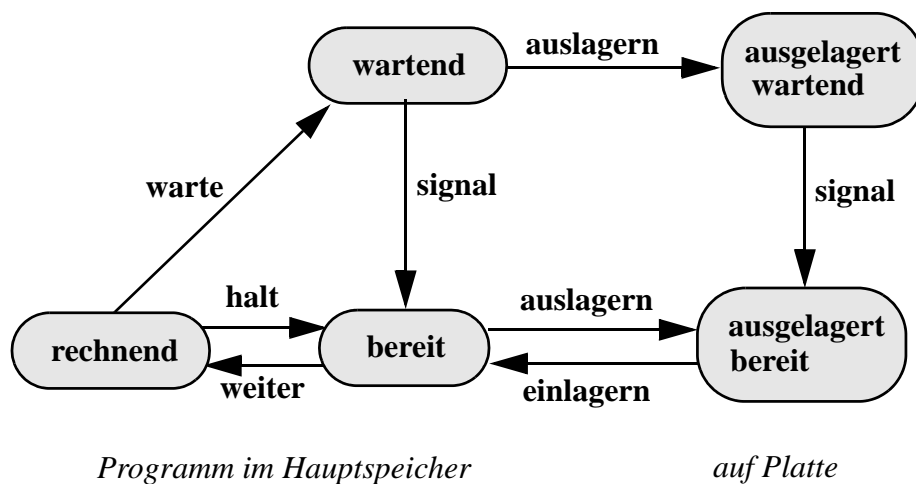 auslagern
wartend
ausgelagert
wartend
warte
signal
signal
halt
auslagern
rechnend
bereit
ausgelagert
bereit
weiter
einlagern
Programm im Hauptspeicher
auf Platte